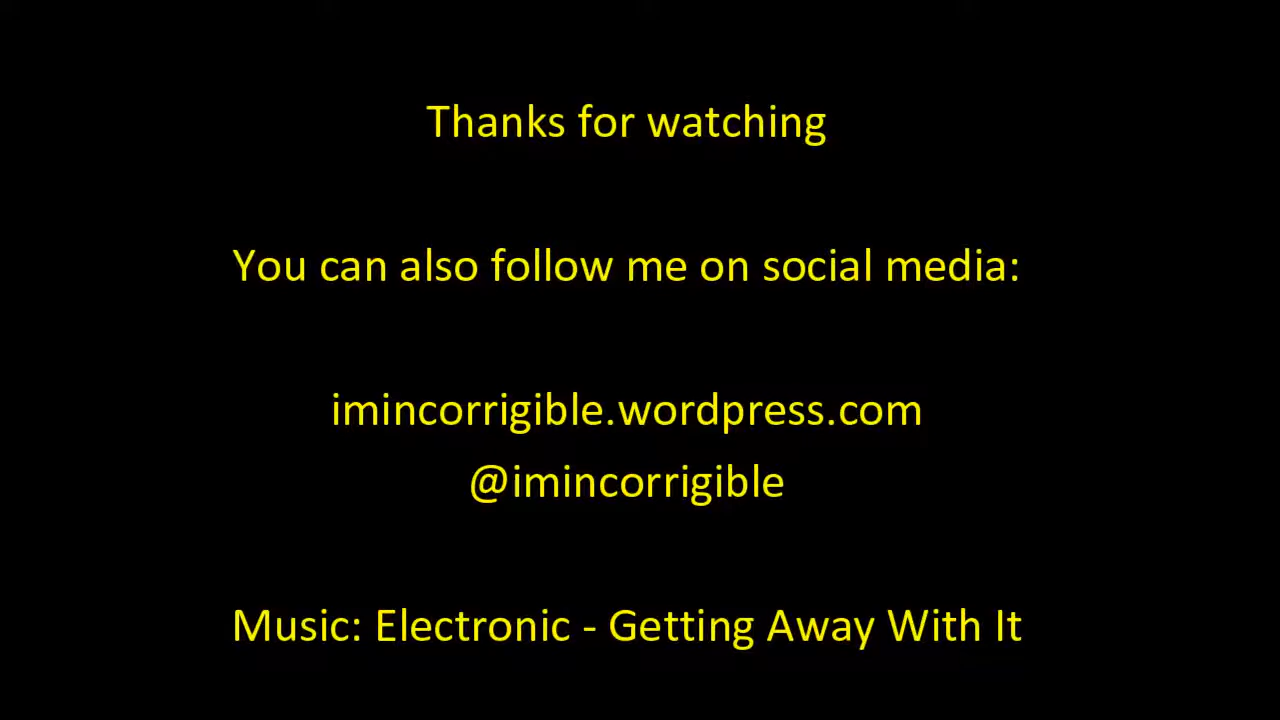 Thanks for watching
You can also follow me on social media:
imincorrigible.wordpress.com
@imincorrigible
Music: Electronic - Getting Away With It